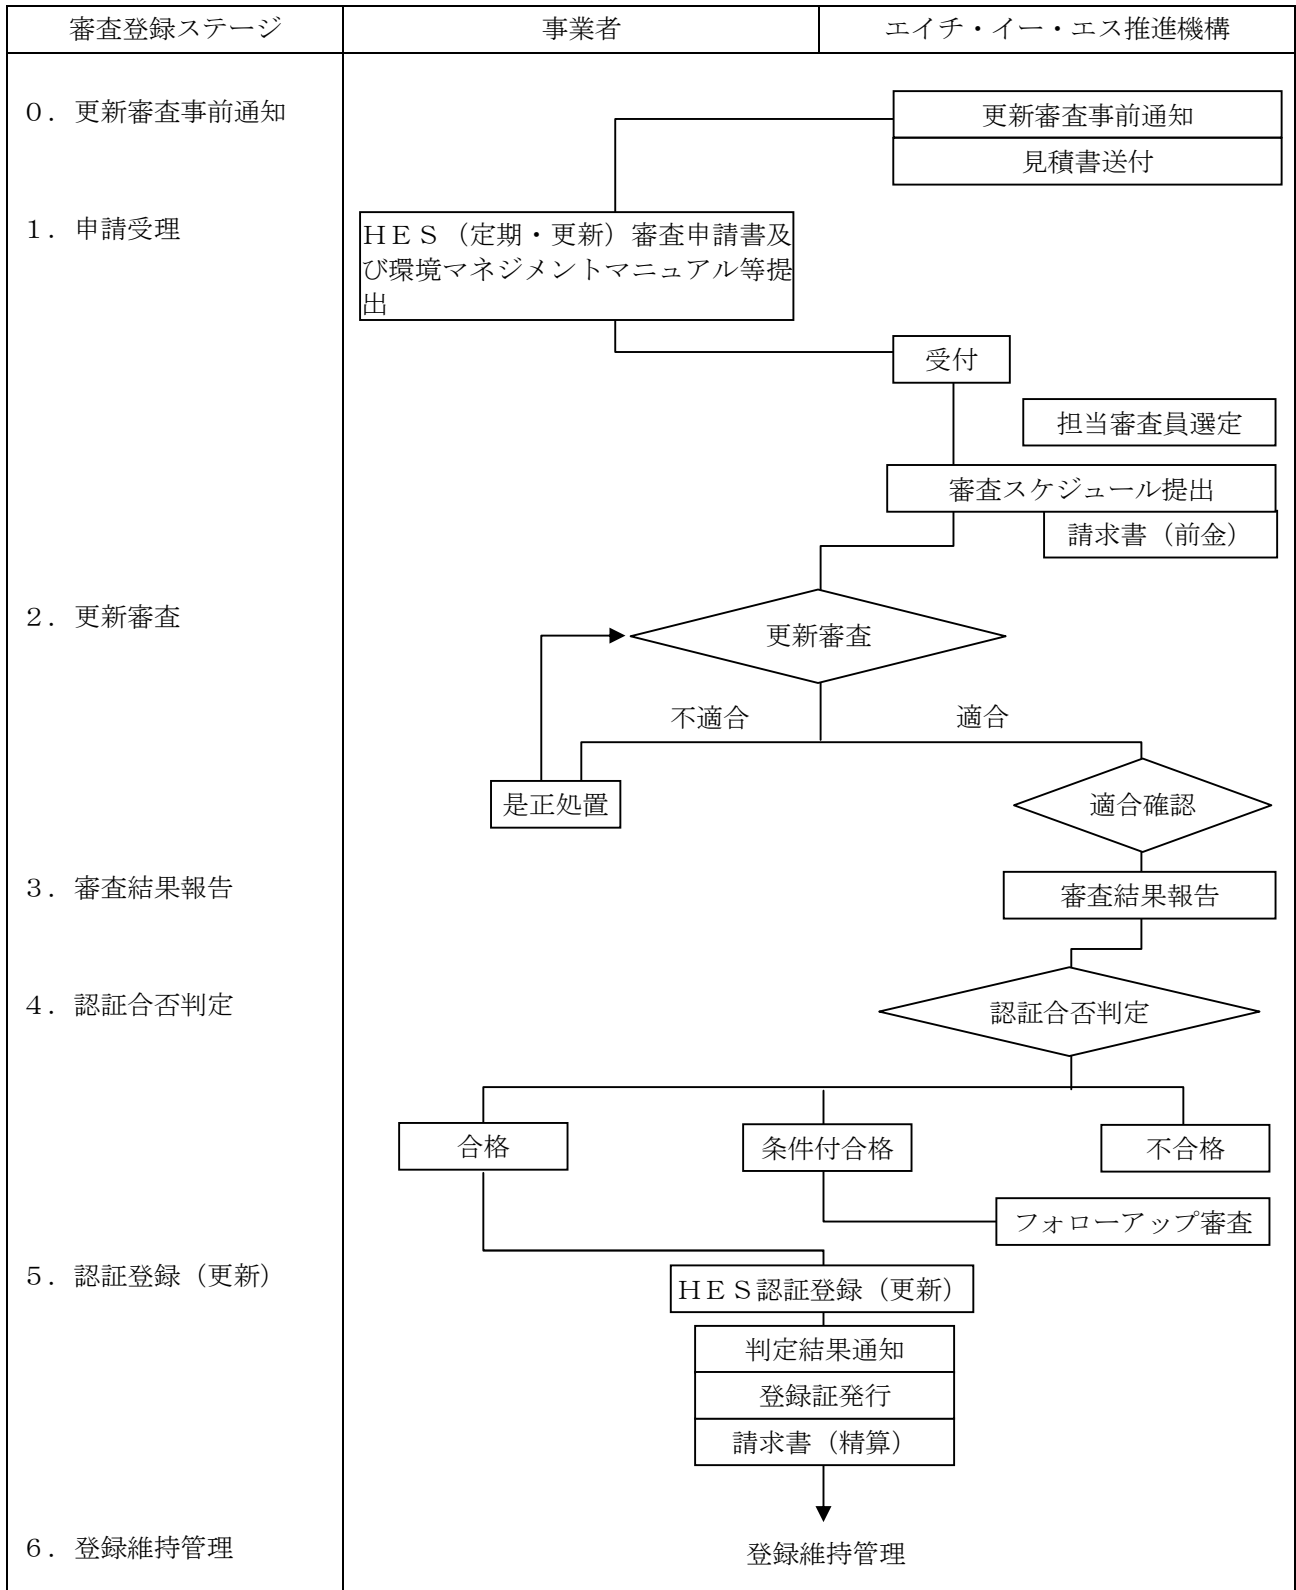 審査登録ステージ
事業者
エイチ・イー・エス推進機構
０．更新審査事前通知
更新審査事前通知
見積書送付
１．申請受理
ＨＥＳ（定期・更新）審査申請書及
び環境マネジメントマニュアル等提
出
受付
担当審査員選定
審査スケジュール提出
請求書（前金）
２．更新審査
更新審査
不適合
適合
是正処置
適合確認
３．審査結果報告
審査結果報告
４．認証合否判定
認証合否判定
合格
条件付合格
不合格
フォローアップ審査
５．認証登録（更新）
ＨＥＳ認証登録（更新）
判定結果通知
登録証発行
請求書（精算）
６．登録維持管理
登録維持管理